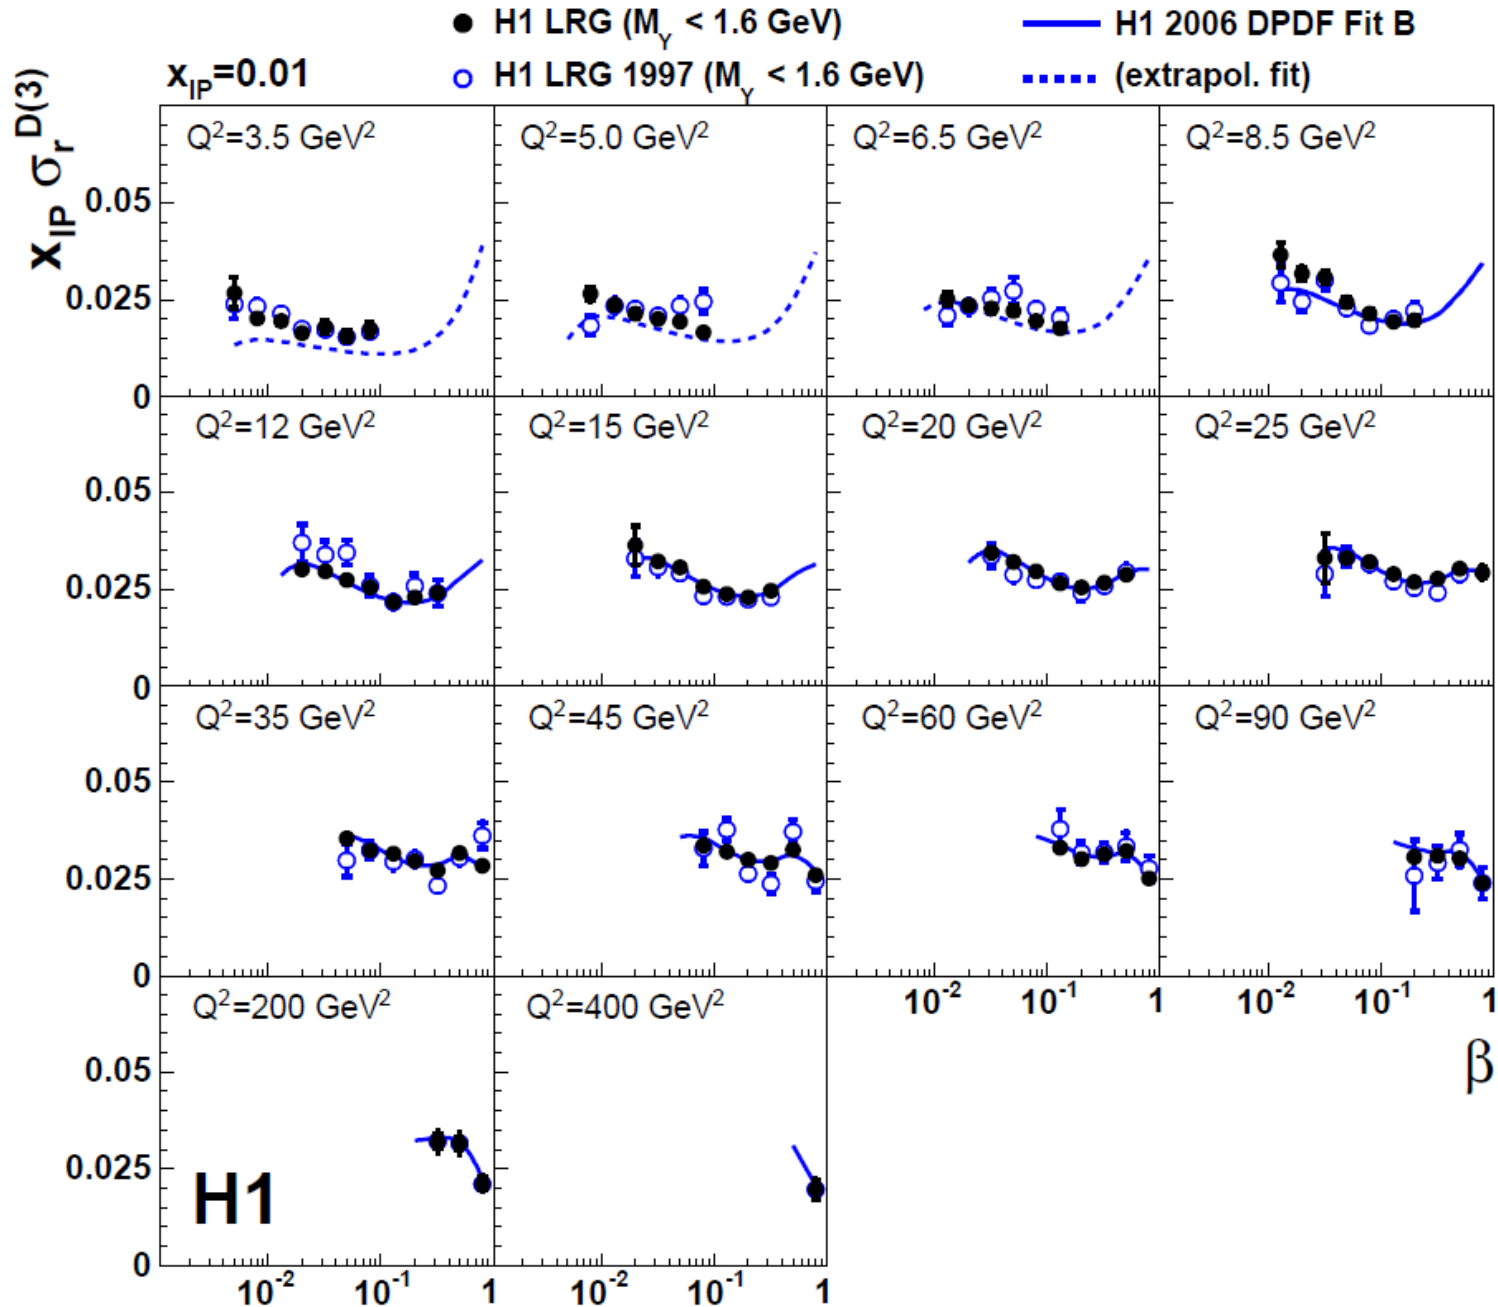 H1 LRG (M_Y < 1.6 GeV)
H1 2006 DPDF Fit B
x_IP=0.01
H1 LRG 1997 (M_Y < 1.6 GeV)
(extrapol. fit)
x_IP σ_r^D(3)
Q²=3.5 GeV²
Q²=5.0 GeV²
Q²=6.5 GeV²
Q²=8.5 GeV²
0.05
0.025
0
Q²=12 GeV²
Q²=15 GeV²
Q²=20 GeV²
Q²=25 GeV²
0.05
0.025
0
Q²=35 GeV²
Q²=45 GeV²
Q²=60 GeV²
Q²=90 GeV²
0.05
0.025
0
10⁻² 10⁻¹ 1
10⁻² 10⁻¹ 1
Q²=200 GeV²
Q²=400 GeV²
β
0.05
0.025
H1
0
10⁻² 10⁻¹ 1
10⁻² 10⁻¹ 1